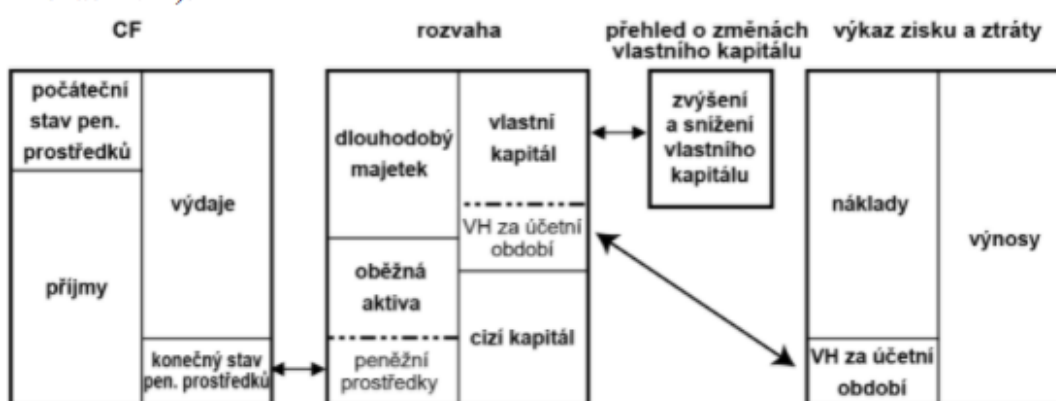 CF
rozvaha
přehled o změnách
vlastního kapitálu
výkaz zisku a ztráty
počáteční
stav pen.
prostředků
příjmy
výdaje
konečný stav
pen. prostředků
dlouhodobý
majetek
oběžná
aktiva
peněžní
prostředky
vlastní
kapitál
VH za účetní
období
cizí kapitál
zvýšení
a snížení
vlastního
kapitálu
náklady
VH za účetní
období
výnosy